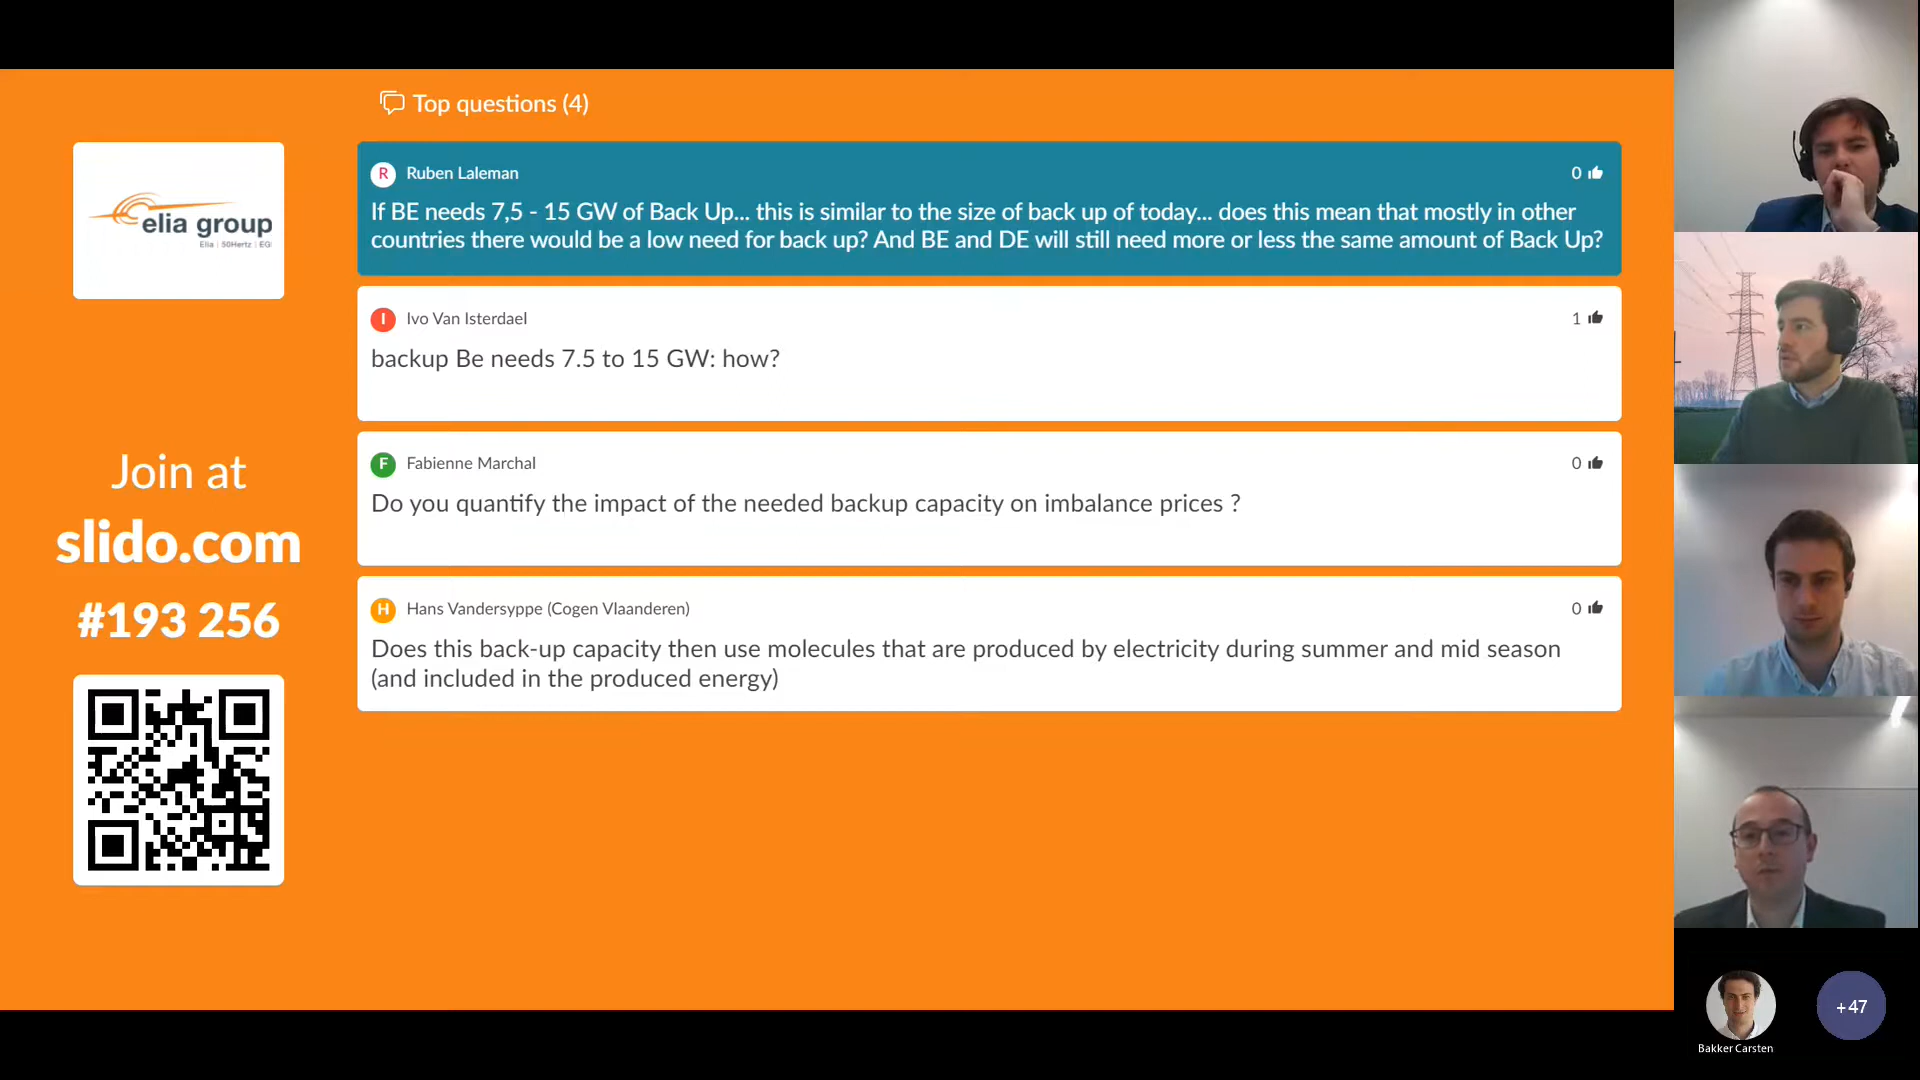 Top questions (4)
elia group
Elia | 50Hertz | EGI
Join at
slido.com
#193 256
R Ruben Laleman 0
If BE needs 7,5 - 15 GW of Back Up... this is similar to the size of back up of today... does this mean that mostly in other
countries there would be a low need for back up? And BE and DE will still need more or less the same amount of Back Up?
I Ivo Van Isterdael 1
backup Be needs 7.5 to 15 GW: how?
F Fabienne Marchal 0
Do you quantify the impact of the needed backup capacity on imbalance prices ?
H Hans Vandersyppe (Cogen Vlaanderen) 0
Does this back-up capacity then use molecules that are produced by electricity during summer and mid season
(and included in the produced energy)
+47
Bakker Carsten